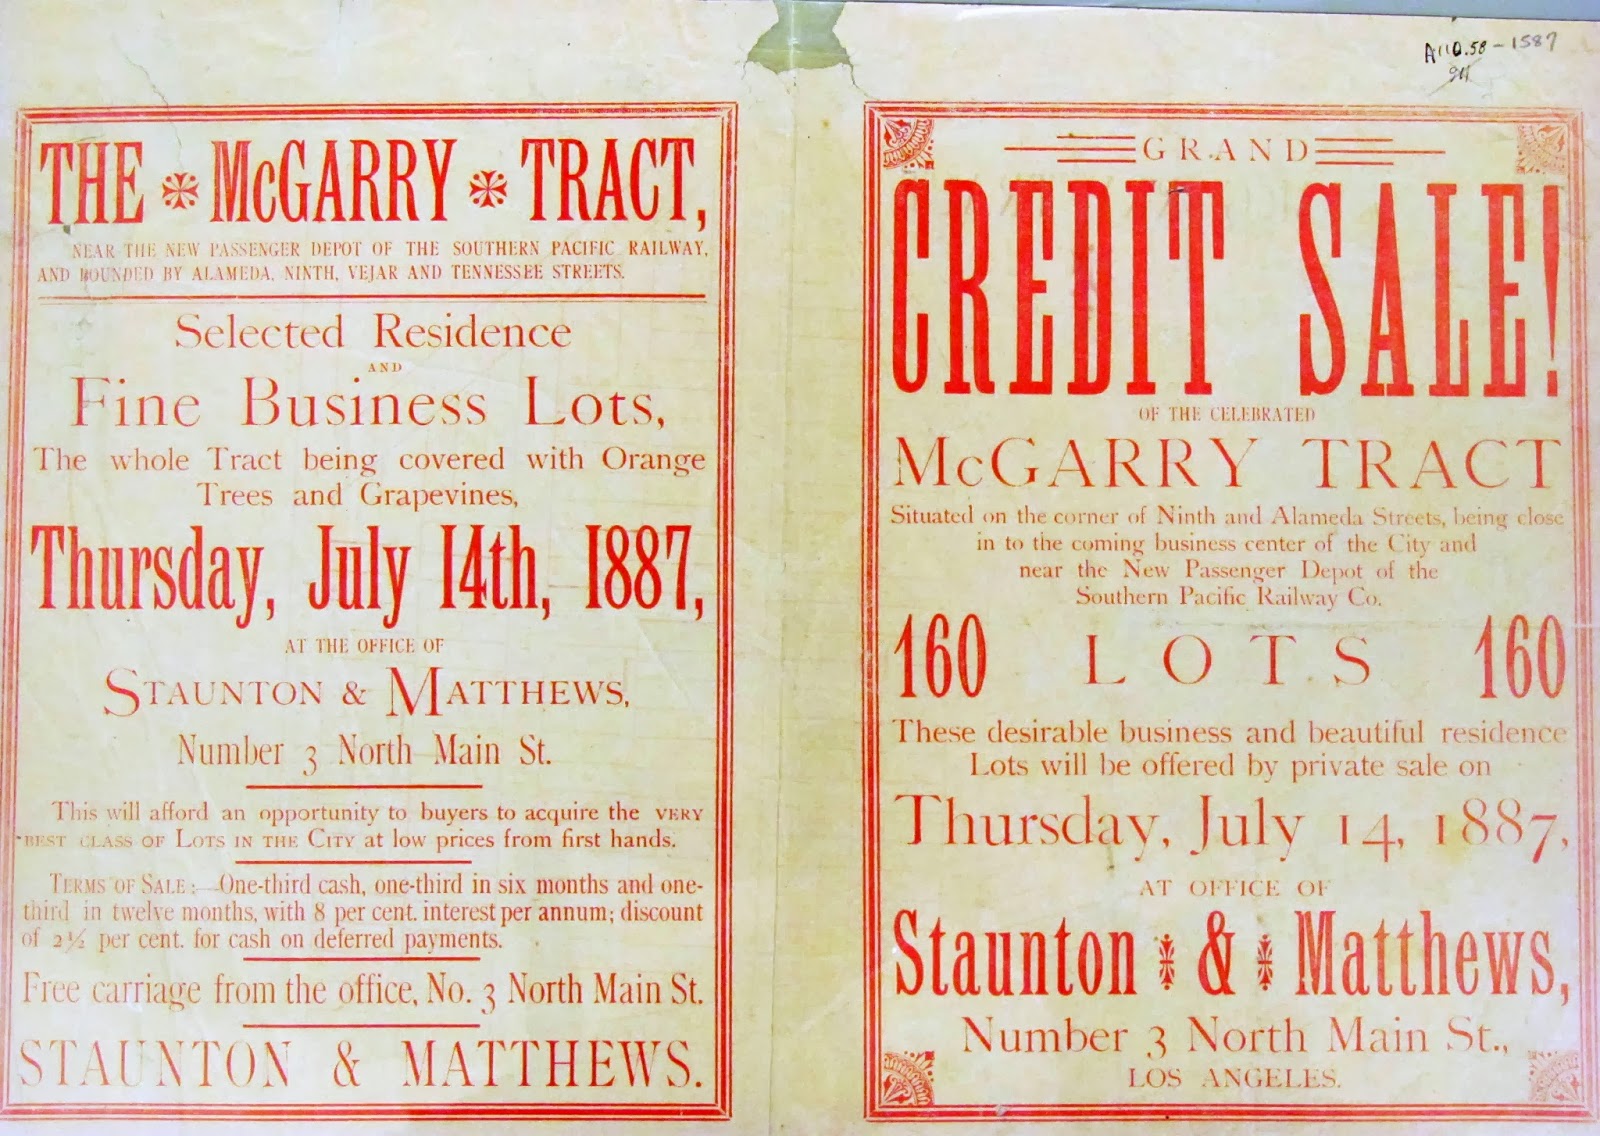 A110.58-1587
THE McGARRY TRACT,
NEAR THE NEW PASSENGER DEPOT OF THE SOUTHERN PACIFIC RAILWAY,
AND BOUNDED BY ALAMEDA, NINTH, VEJAR AND TENNESSEE STREETS.
Selected Residence
AND
Fine Business Lots,
The whole Tract being covered with Orange
Trees and Grapevines,
Thursday, July 14th, 1887,
AT THE OFFICE OF
STAUNTON & MATTHEWS,
Number 3 North Main St.
This will afford an opportunity to buyers to acquire the VERY
BEST CLASS OF LOTS IN THE CITY at low prices from first hands.
TERMS OF SALE:—One-third cash, one-third in six months and one-
third in twelve months, with 8 per cent. interest per annum; discount
of 2½ per cent. for cash on deferred payments.
Free carriage from the office, No. 3 North Main St.
STAUNTON & MATTHEWS.
GRAND
CREDIT SALE!
OF THE CELEBRATED
McGARRY TRACT
Situated on the corner of Ninth and Alameda Streets, being close
in to the coming business center of the City and
near the New Passenger Depot of the
Southern Pacific Railway Co.
160 LOTS 160
These desirable business and beautiful residence
Lots will be offered by private sale on
Thursday, July 14, 1887,
AT OFFICE OF
Staunton & Matthews,
Number 3 North Main St.,
LOS ANGELES.